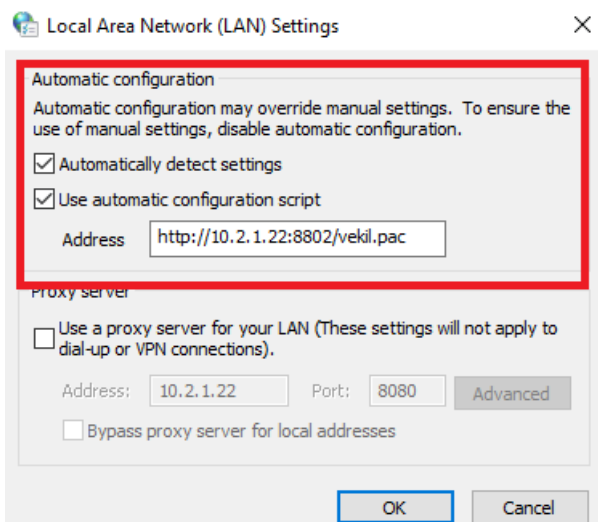 Local Area Network (LAN) Settings
Automatic configuration
Automatic configuration may override manual settings. To ensure the
use of manual settings, disable automatic configuration.
Automatically detect settings
Use automatic configuration script
Address http://10.2.1.22:8802/vekil.pac
Proxy server
Use a proxy server for your LAN (These settings will not apply to
dial-up or VPN connections).
Address: 10.2.1.22 Port: 8080 Advanced
Bypass proxy server for local addresses
OK Cancel